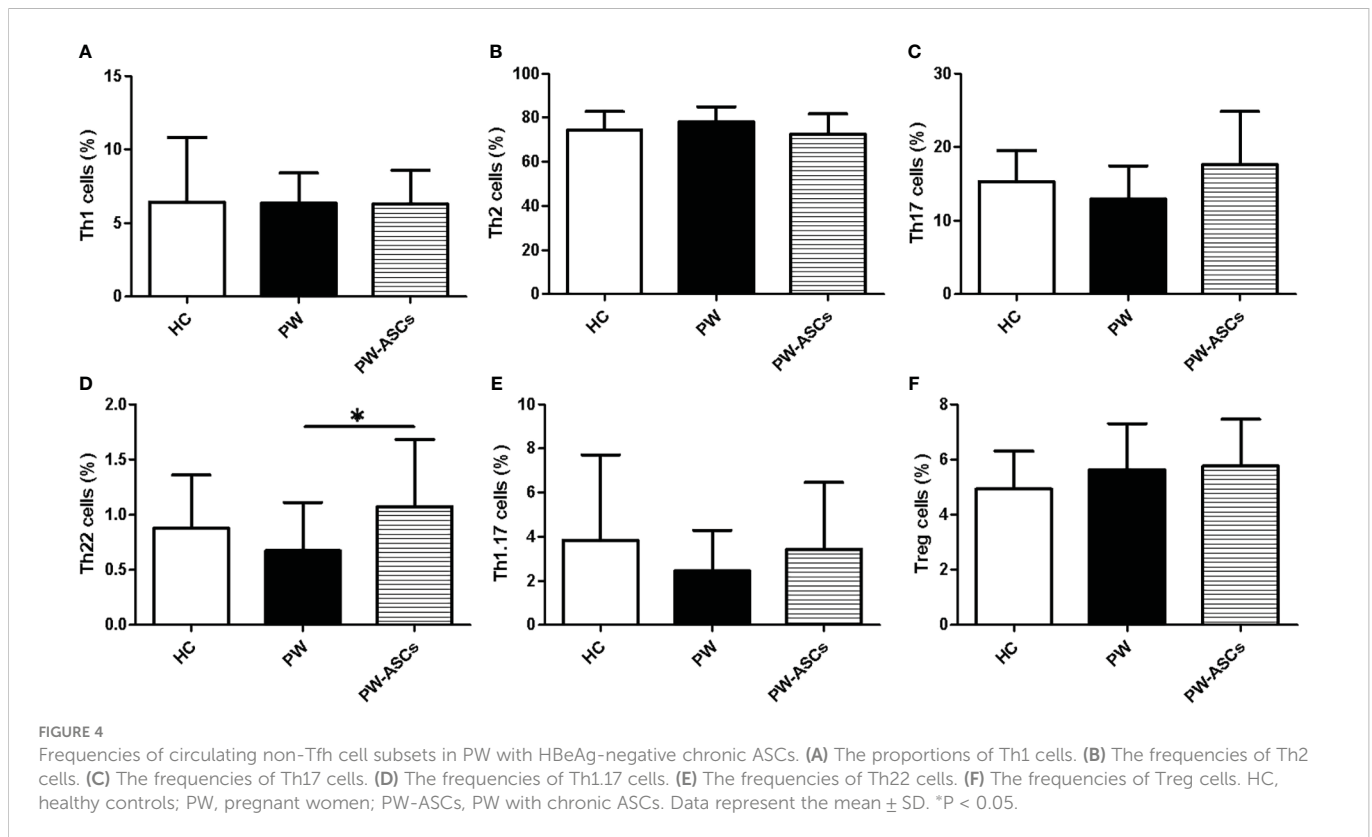 A
Th1 cells (%)
15
10
5
0
HC
PW
PW-ASCs
B
Th2 cells (%)
100
80
60
40
20
0
HC
PW
PW-ASCs
C
Th17 cells (%)
30
20
10
0
HC
PW
PW-ASCs
D
Th22 cells (%)
2.0
1.5
1.0
0.5
0.0
*
HC
PW
PW-ASCs
E
Th1.17 cells (%)
10
8
6
4
2
0
HC
PW
PW-ASCs
F
Treg cells (%)
8
6
4
2
0
HC
PW
PW-ASCs
FIGURE 4
Frequencies of circulating non-Tfh cell subsets in PW with HBeAg-negative chronic ASCs. (A) The proportions of Th1 cells. (B) The frequencies of Th2
cells. (C) The frequencies of Th17 cells. (D) The frequencies of Th1.17 cells. (E) The frequencies of Th22 cells. (F) The frequencies of Treg cells. HC,
healthy controls; PW, pregnant women; PW-ASCs, PW with chronic ASCs. Data represent the mean ± SD. *P < 0.05.